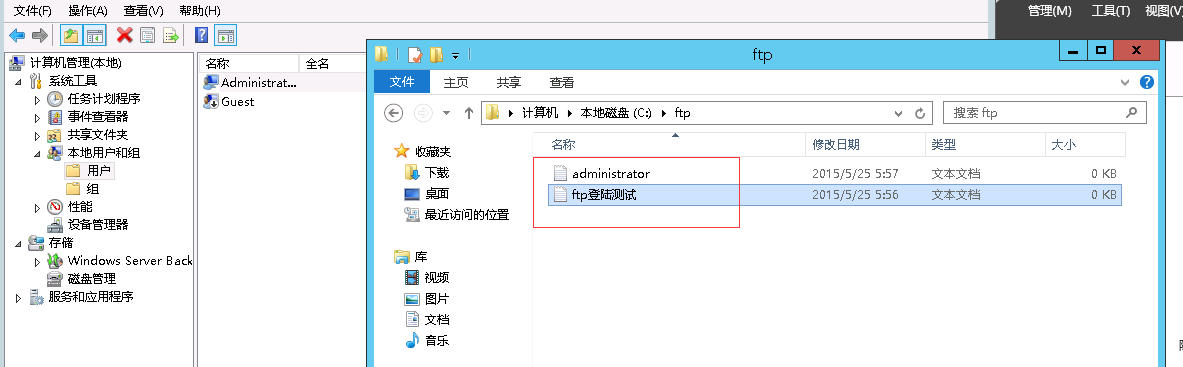 文件(F) 操作(A) 查看(V) 帮助(H)
管理(M) 工具(T) 视图(V)
计算机管理(本地)
系统工具
任务计划程序
事件查看器
共享文件夹
本地用户和组
用户
组
性能
设备管理器
存储
Windows Server Back
磁盘管理
服务和应用程序
名称 全名
Administrat...
Guest
ftp
文件 主页 共享 查看
计算机 本地磁盘 (C:) ftp
搜索 ftp
收藏夹
下载
桌面
最近访问的位置
库
视频
图片
文档
音乐
名称 修改日期 类型 大小
administrator 2015/5/25 5:57 文本文档 0 KB
ftp登陆测试 2015/5/25 5:56 文本文档 0 KB